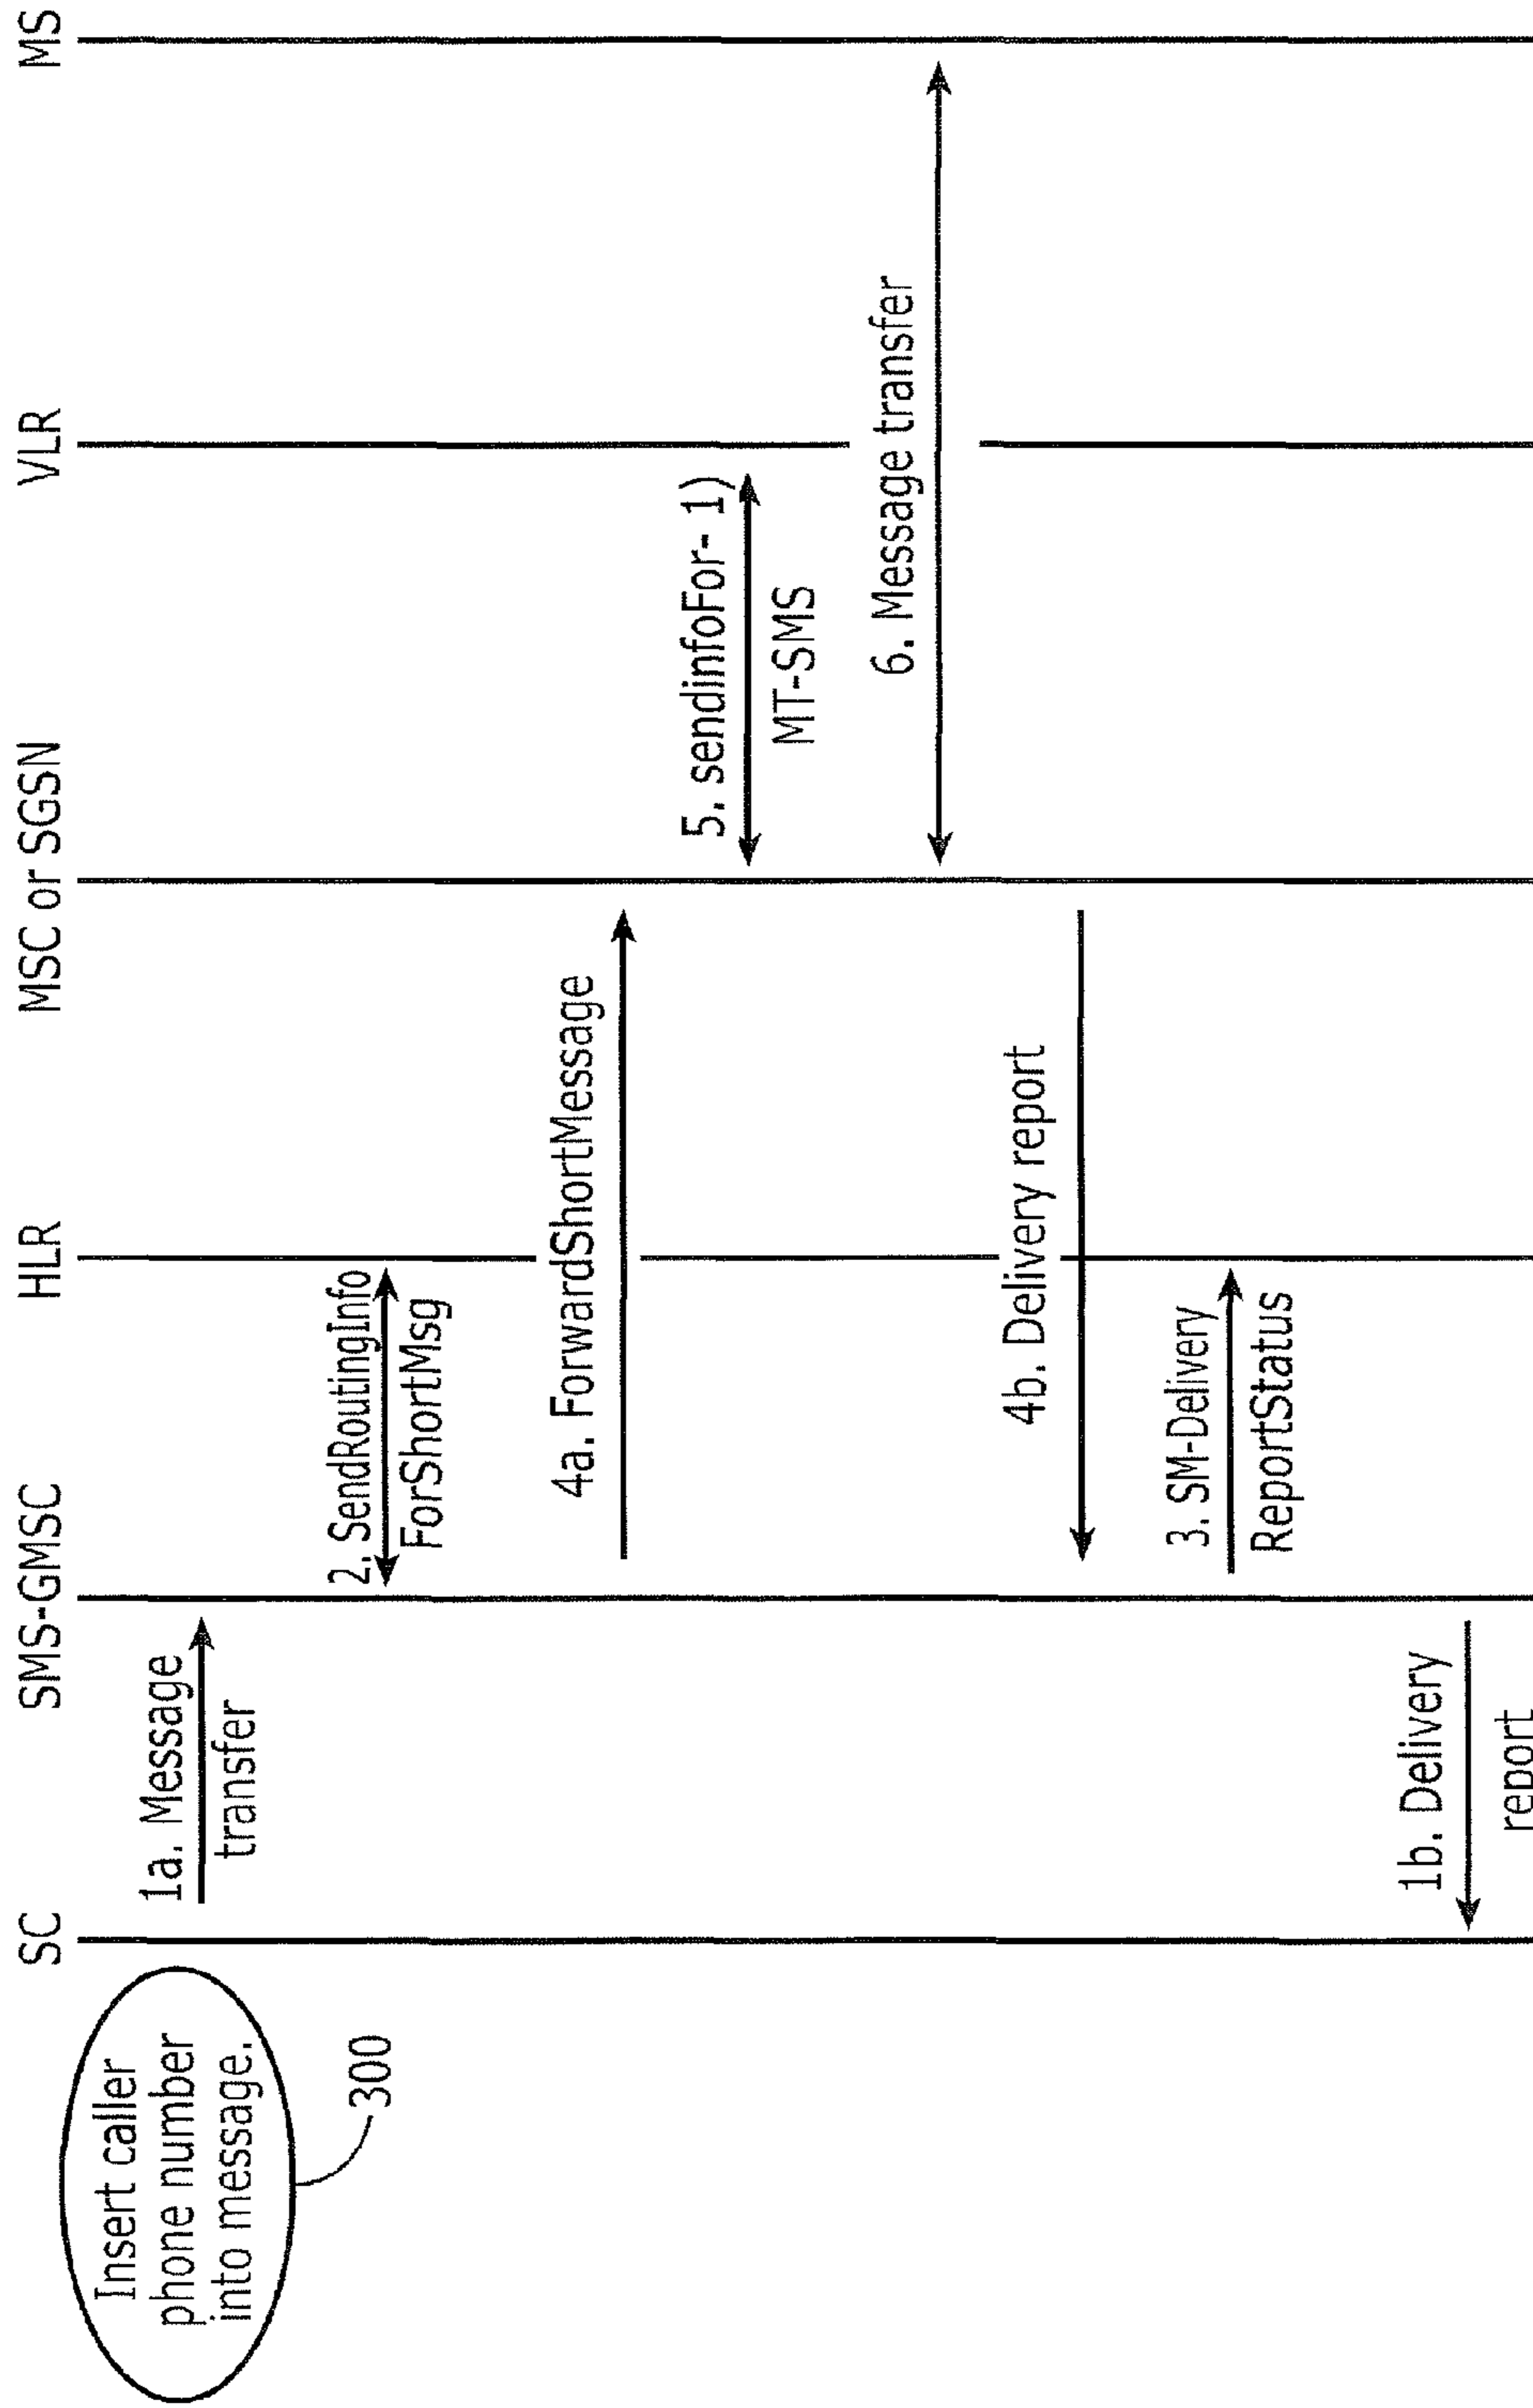 SC
SMS-GMSC
HLR
MSC or SGSN
VLR
MS
Insert caller
phone number
into message.
300
1a. Message
transfer
2. SendRoutingInfo
ForShortMsg
4a. ForwardShortMessage
5. sendinfoFor- 1)
MT-SMS
6. Message transfer
4b. Delivery report
3. SM-Delivery
ReportStatus
1b. Delivery
report